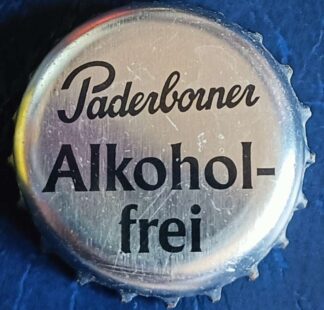 Paderborner
Alkohol-
frei